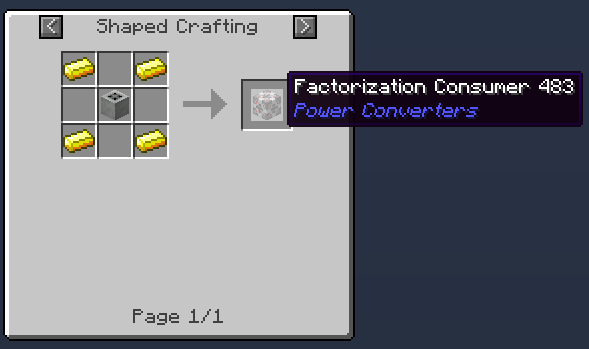 Shaped Crafting
Factorization Consumer 483
Power Converters
Page 1/1